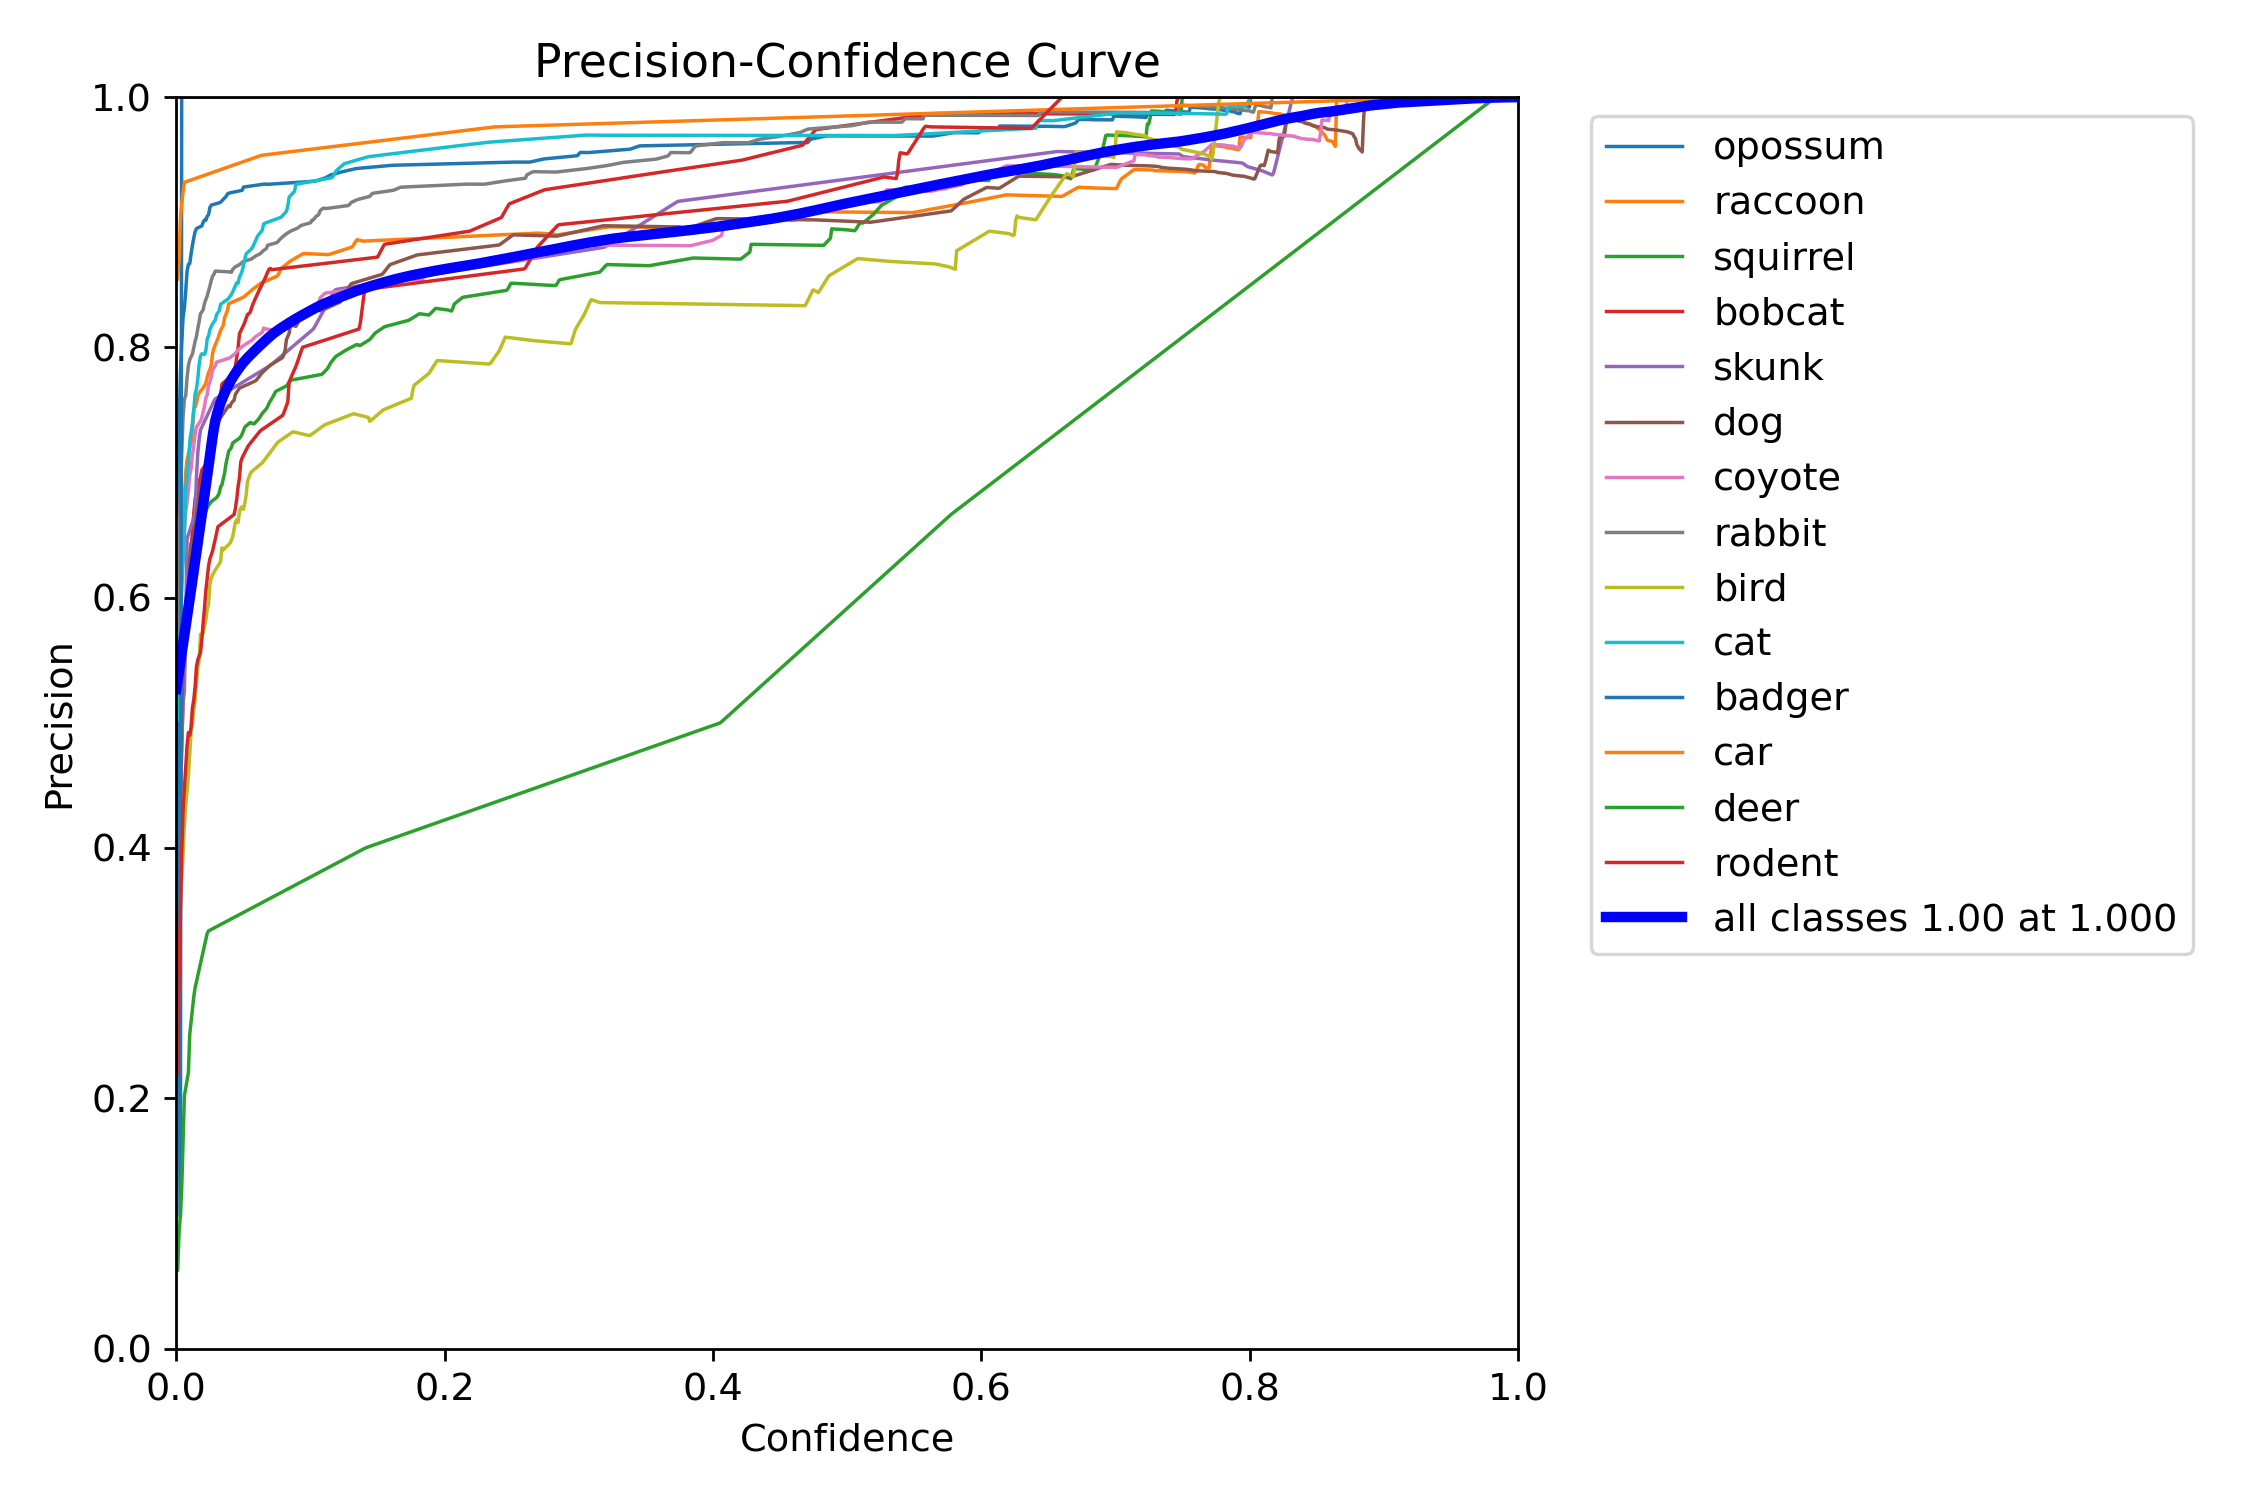 Precision-Confidence Curve
1.0
0.8
0.6
0.4
0.2
0.0
Precision
0.0 0.2 0.4 0.6 0.8 1.0
Confidence
opossum
raccoon
squirrel
bobcat
skunk
dog
coyote
rabbit
bird
cat
badger
car
deer
rodent
all classes 1.00 at 1.000